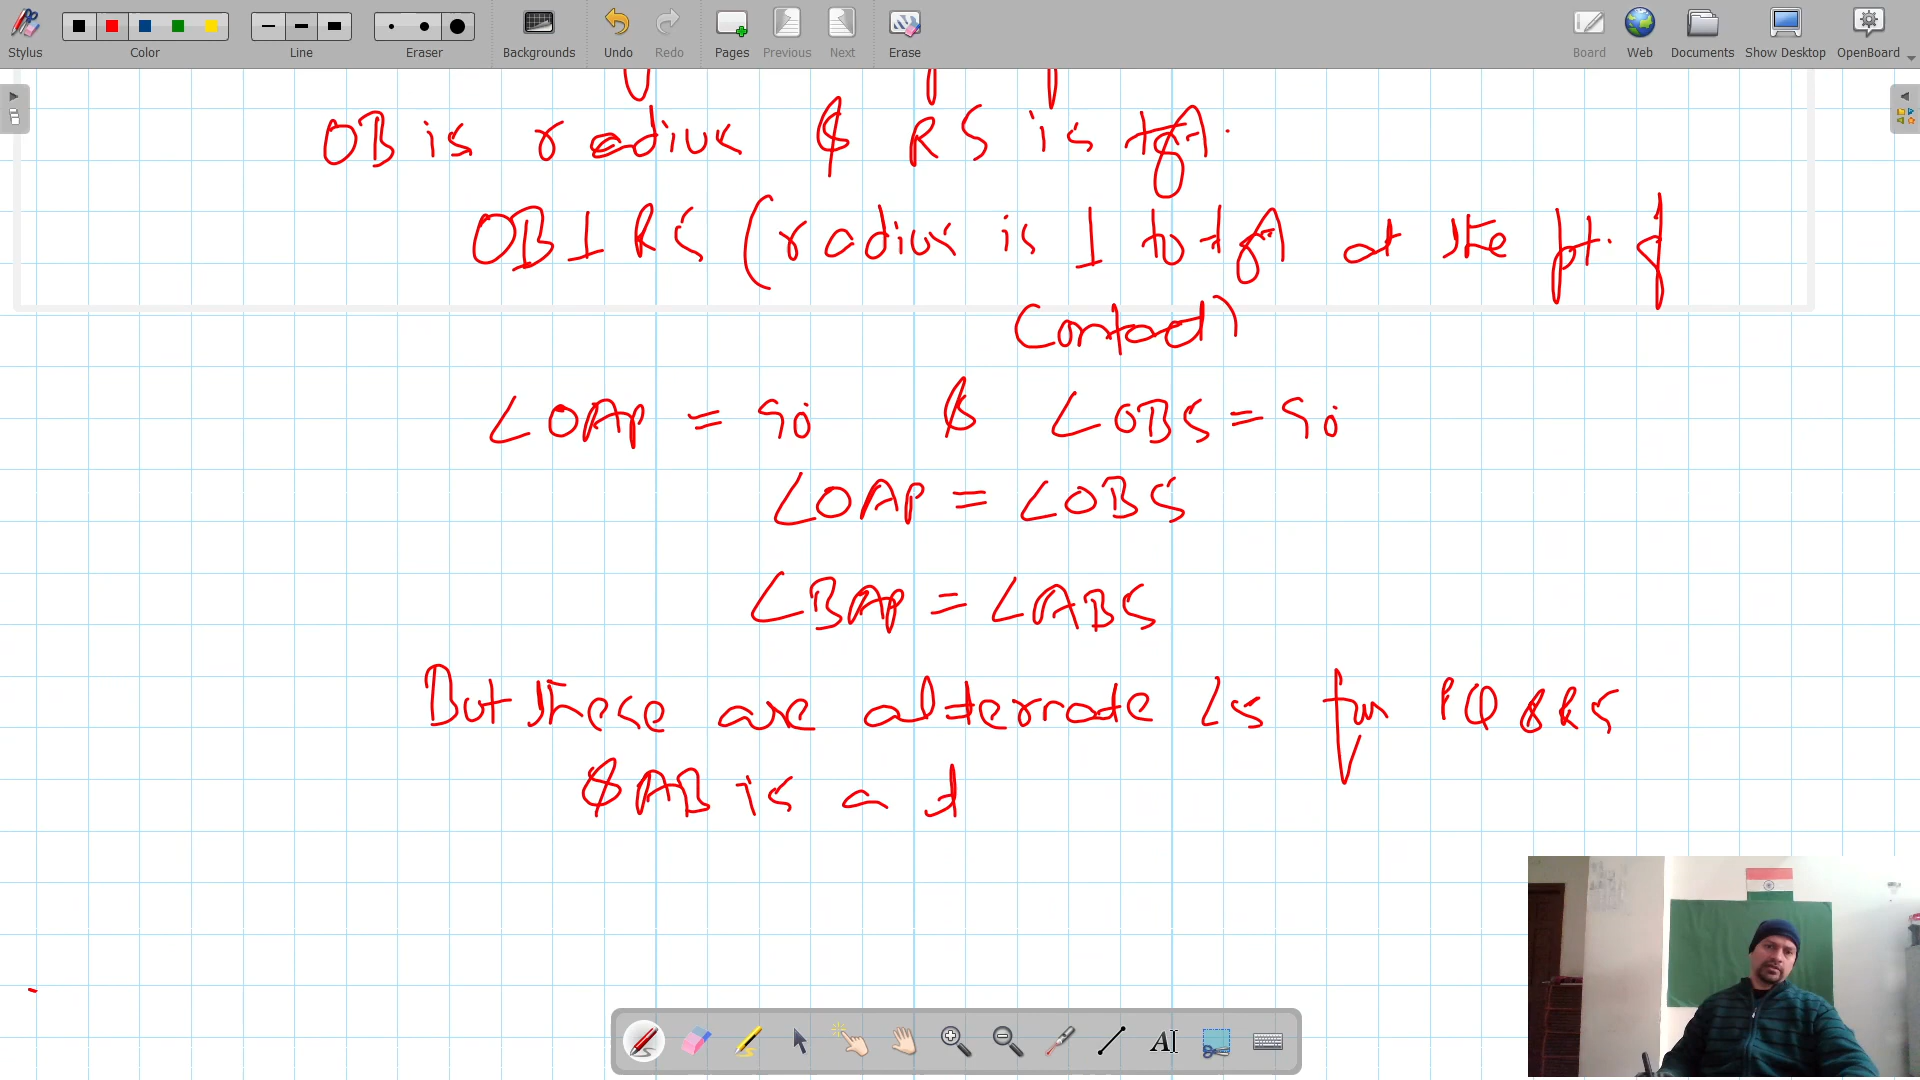 Stylus Color Line Eraser Backgrounds Undo Redo Pages Previous Next Erase Board Web Documents Show Desktop OpenBoard
OB is radius & RS is tgt.
OB ⊥ RS (radius is ⊥ to tgt at the pt. of
contact)
∠OAP = 90 & ∠OBS = 90
∠OAP = ∠OBS
∠BAP = ∠ABS
But these are alternate ∠s for PQ & RS
& AB is a t